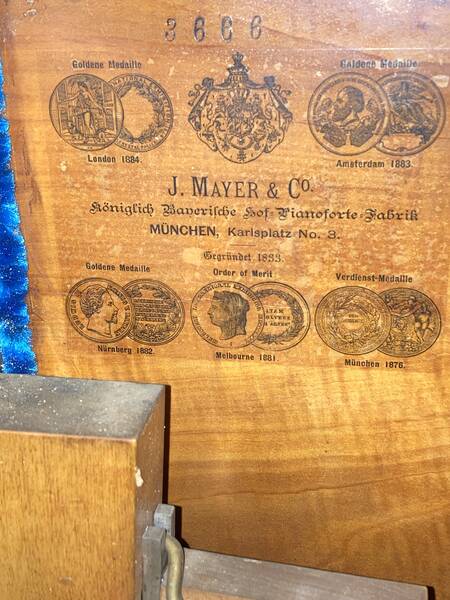 3666
Goldene Medaille
Goldene Medaille
London 1884.
Amsterdam 1883.
J. MAYER & Co.
Königlich Bayerische Hof-Pianoforte-Fabrik
MÜNCHEN, Karlsplatz No. 3.
Gegründet 1833.
Goldene Medaille
Order of Merit
Verdienst-Medaille
Nürnberg 1882.
Melbourne 1881.
München 1876.